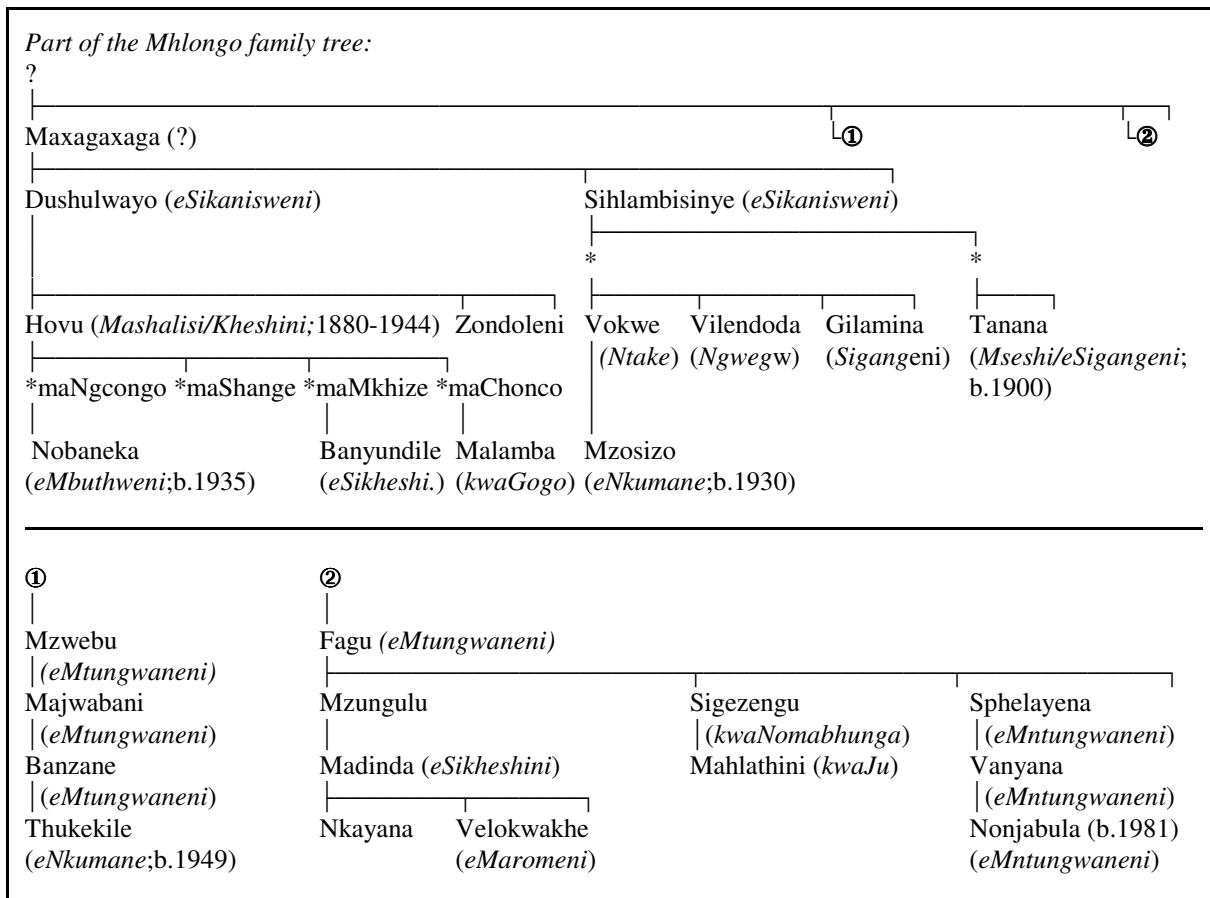 Part of the Mhlongo family tree:
?
Maxagaxaga (?) ① ②
Dushulwayo (eSikanisweni) Sihlambisinye (eSikanisweni)
* *
Hovu (Mashalisi/Kheshini;1880-1944) Zondoleni Vokwe Vilendoda Gilamina Tanana
(Ntake) (Ngwegw) (Sigangeni) (Mseshi/eSigangeni;
*maNgcongo *maShange *maMkhize *maChonco b.1900)
Nobaneka Banyundile Malamba Mzosizo
(eMbuthweni;b.1935) (eSikheshi.) (kwaGogo) (eNkumane;b.1930)
① ②
Mzwebu Fagu (eMtungwaneni)
(eMtungwaneni)
Majwabani Mzungulu Sigezengu Sphelayena
(eMtungwaneni) (kwaNomabhunga) (eMntungwaneni)
Banzane Madinda (eSikheshini) Mahlathini (kwaJu) Vanyana
(eMtungwaneni) (eMntungwaneni)
Thukekile Nkayana Velokwakhe Nonjabula (b.1981)
(eNkumane;b.1949) (eMaromeni) (eMntungwaneni)